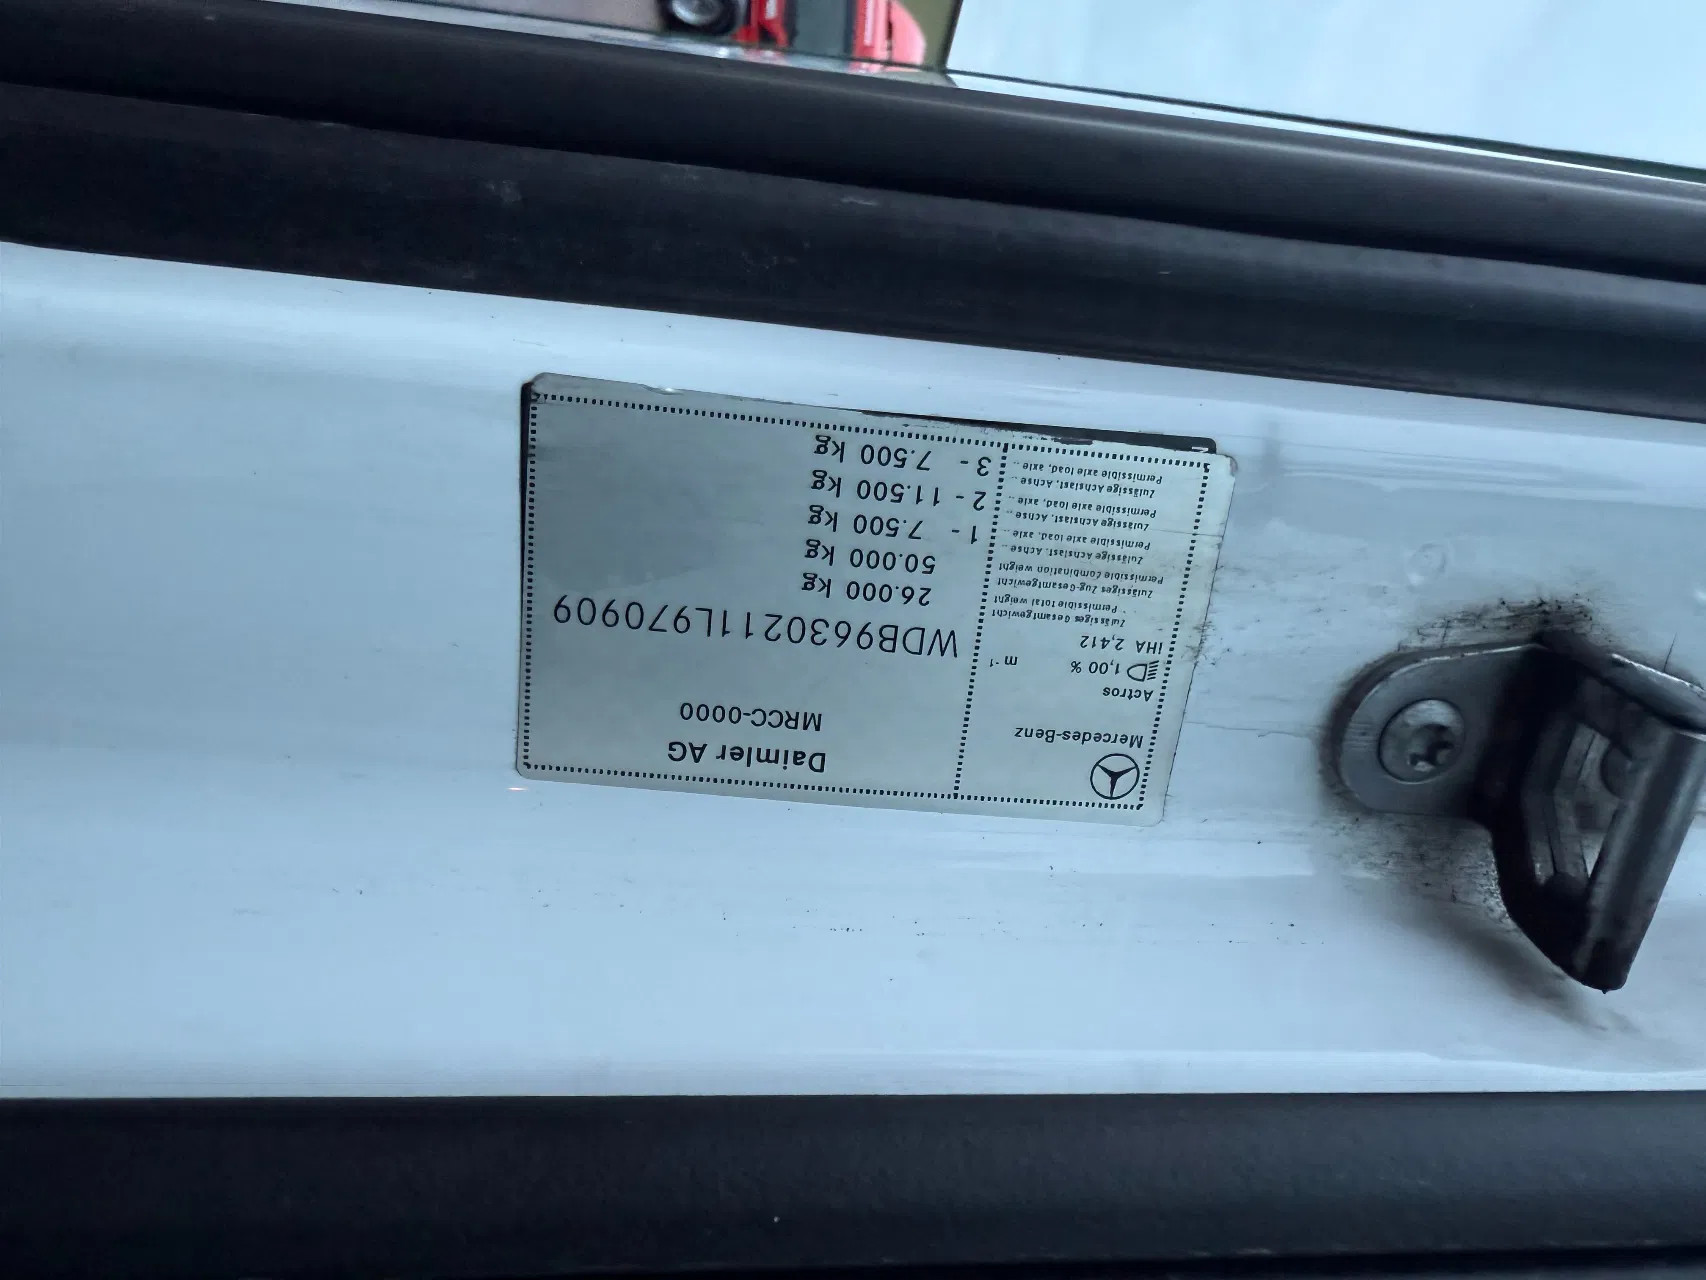 Mercedes-Benz
Actros
1,00 % m⁻¹
IHA 2,412
Zulässiges Gesamtgewicht
Permissible total weight
Zulässiges Zug-Gesamtgewicht
Permissible Combination weight
Zulässige Achslast, Achse ..
Permissible axle load, axle ..
Zulässige Achslast, Achse ..
Permissible axle load, axle ..
Zulässige Achslast, Achse ..
Permissible axle load, axle ..
Daimler AG
MRCC-0000
WDB9630211L970909
26.000 kg
50.000 kg
1 - 7.500 kg
2 - 11.500 kg
3 - 7.500 kg